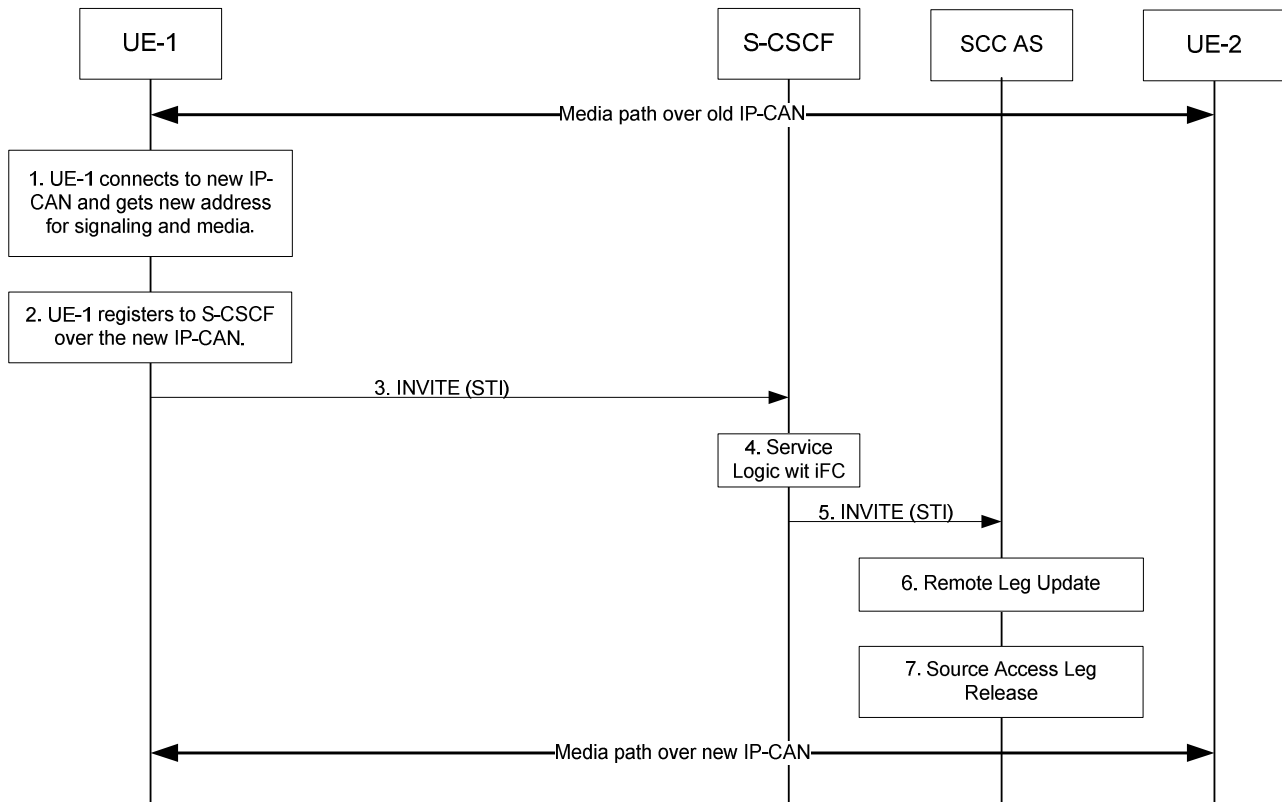 UE-1
S-CSCF
SCC AS
UE-2
Media path over old IP-CAN
1. UE-1 connects to new IP-
CAN and gets new address
for signaling and media.
2. UE-1 registers to S-CSCF
over the new IP-CAN.
3. INVITE (STI)
4. Service
Logic wit iFC
5. INVITE (STI)
6. Remote Leg Update
7. Source Access Leg
Release
Media path over new IP-CAN